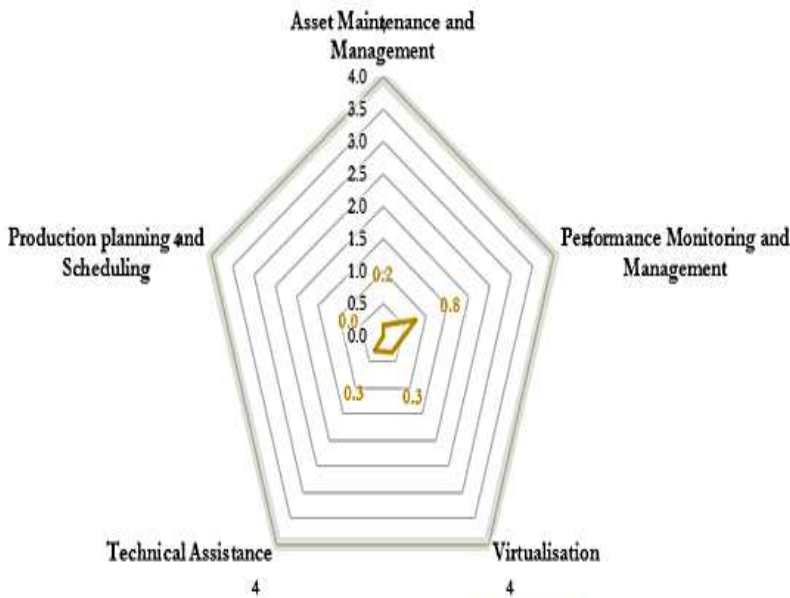 Asset Maintenance and
Management
4.0
3.5
3.0
2.5
2.0
1.5
1.0
0.5
0.0
0.2
0.8
0.0
0.3
0.3
Production planning and
Scheduling
4
Performance Monitoring and
Management
Technical Assistance
4
Virtualisation
4